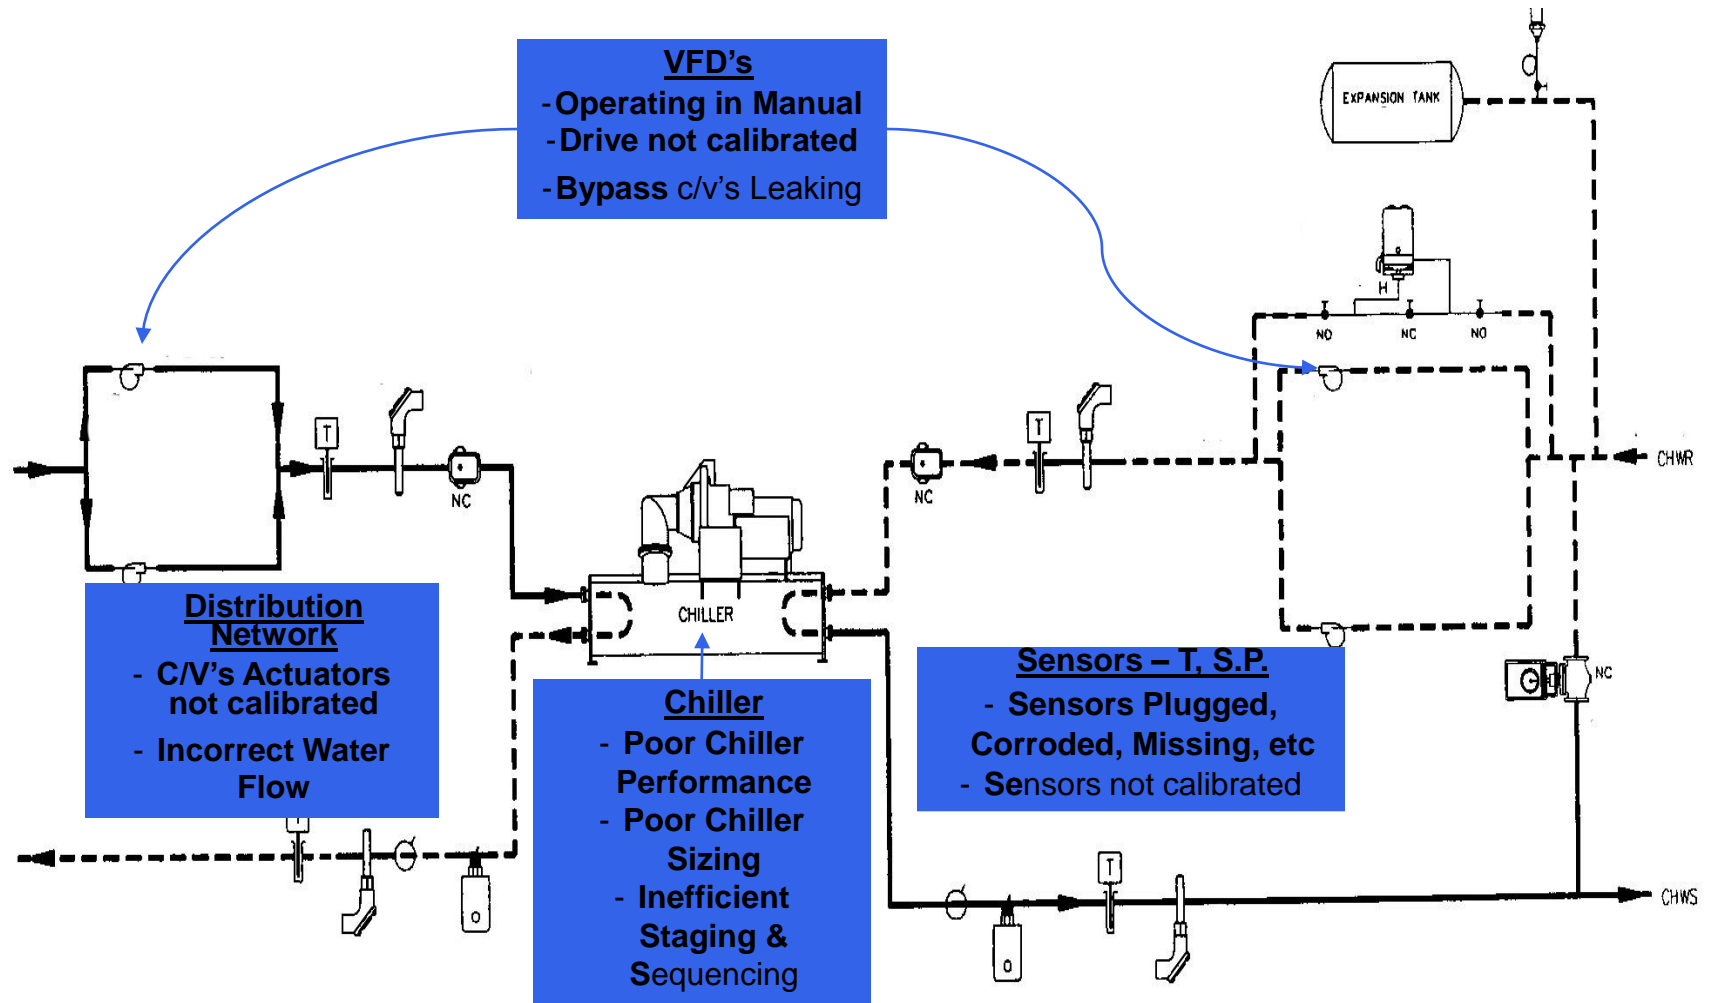 VFD’s
- Operating in Manual
- Drive not calibrated
- Bypass c/v’s Leaking
EXPANSION TANK
H
NO
NC
NO
T
NC
T
NC
CHWR
CHILLER
Distribution
Network
- C/V’s Actuators
not calibrated
- Incorrect Water
Flow
Chiller
- Poor Chiller
Performance
- Poor Chiller
Sizing
- Inefficient
Staging &
Sequencing
Sensors – T, S.P.
- Sensors Plugged,
Corroded, Missing, etc
- Sensors not calibrated
NC
T
CHWS